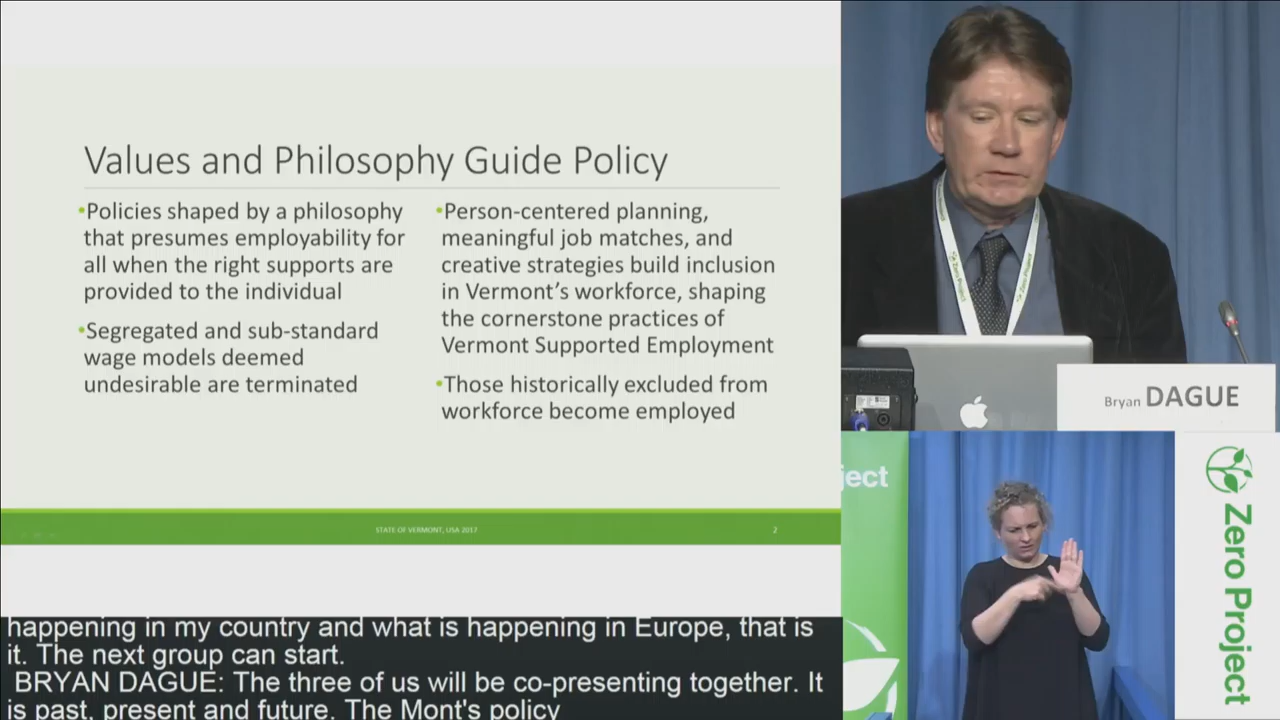 Values and Philosophy Guide Policy
•Policies shaped by a philosophy
that presumes employability for
all when the right supports are
provided to the individual
•Segregated and sub-standard
wage models deemed
undesirable are terminated
•Person-centered planning,
meaningful job matches, and
creative strategies build inclusion
in Vermont's workforce, shaping
the cornerstone practices of
Vermont Supported Employment
•Those historically excluded from
workforce become employed
STATE OF VERMONT, USA 2017
2
happening in my country and what is happening in Europe, that is
it. The next group can start.
BRYAN DAGUE: The three of us will be co-presenting together. It
is past, present and future. The Mont's policy
Zero Project
Zero Project
Bryan DAGUE
ject
Zero Project